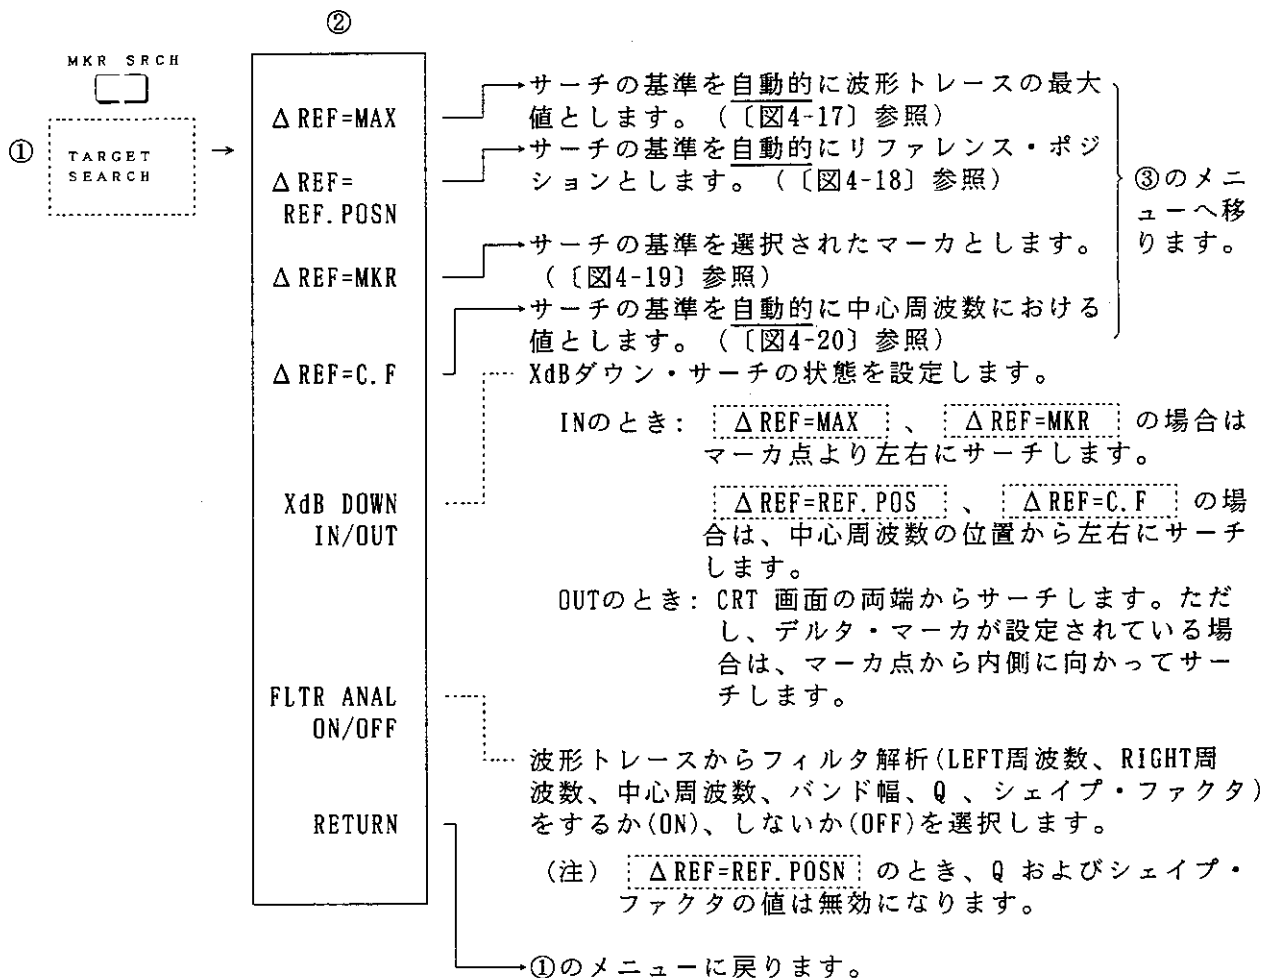 ②
MKR SRCH
①
TARGET
SEARCH
→
ΔREF=MAX
ΔREF=
REF.POSN
ΔREF=MKR
ΔREF=C.F
XdB DOWN
IN/OUT
FLTR ANAL
ON/OFF
RETURN
サーチの基準を自動的に波形トレースの最大
値とします。(〔図4-17〕参照)
サーチの基準を自動的にリファレンス・ポジ
ションとします。(〔図4-18〕参照)
サーチの基準を選択されたマーカとします。
(〔図4-19〕参照)
サーチの基準を自動的に中心周波数における
値とします。(〔図4-20〕参照)
③のメニ
ューへ移
ります。
XdBダウン・サーチの状態を設定します。
INのとき: ΔREF=MAX 、 ΔREF=MKR の場合は
マーカ点より左右にサーチします。
ΔREF=REF.POS 、 ΔREF=C.F の場
合は、中心周波数の位置から左右にサーチ
します。
OUTのとき: CRT 画面の両端からサーチします。ただ
し、デルタ・マーカが設定されている場
合は、マーカ点から内側に向かってサー
チします。
波形トレースからフィルタ解析(LEFT周波数、RIGHT周
波数、中心周波数、バンド幅、Q 、シェイプ・ファクタ)
をするか(ON)、しないか(OFF)を選択します。
(注) ΔREF=REF.POSN のとき、Q およびシェイプ・
ファクタの値は無効になります。
①のメニューに戻ります。